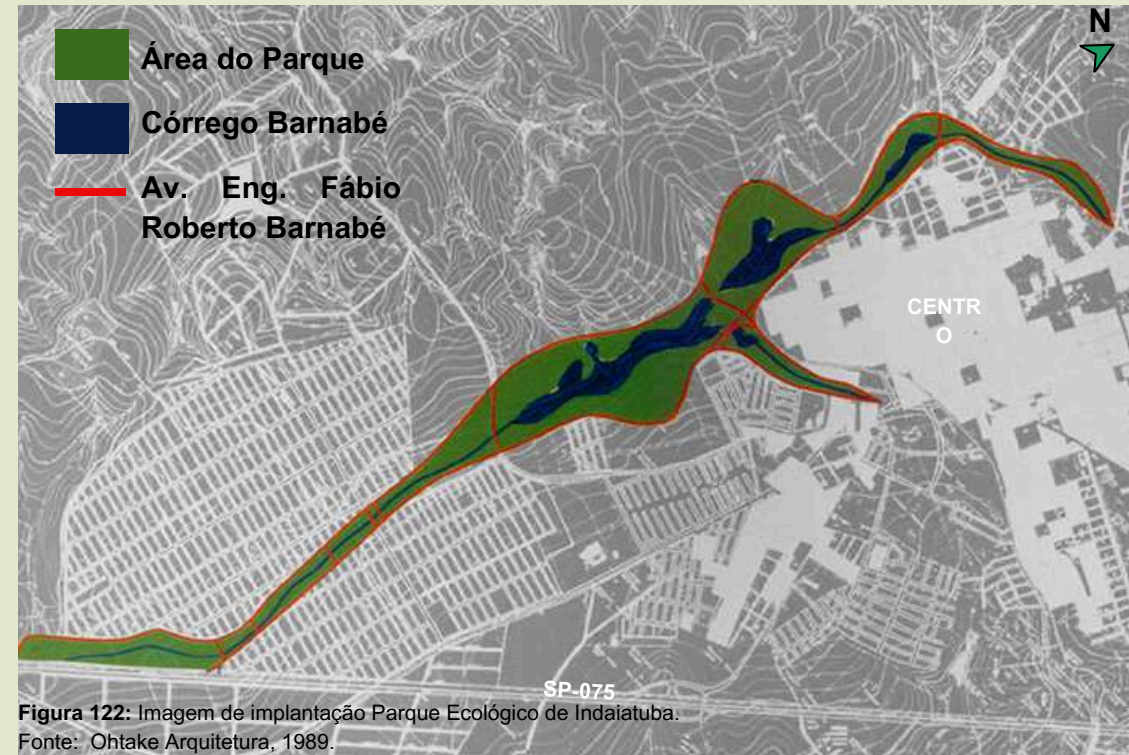 N
Área do Parque
Córrego Barnabé
Av. Eng. Fábio
Roberto Barnabé
CENTR
O
SP-075
Figura 122: Imagem de implantação Parque Ecológico de Indaiatuba.
Fonte: Ohtake Arquitetura, 1989.